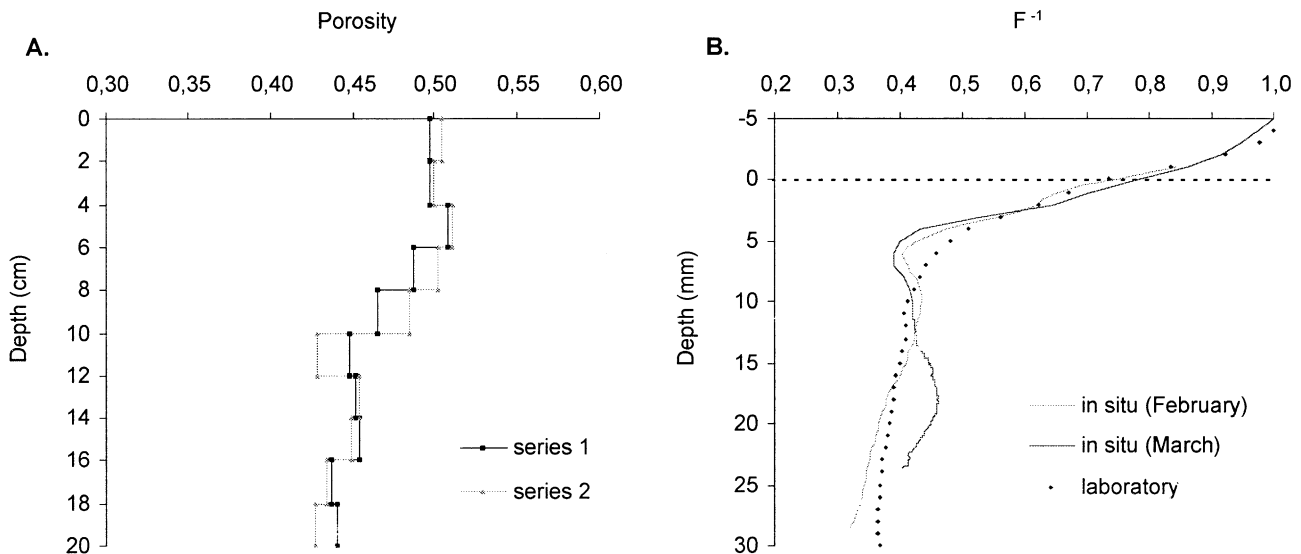 Porosity
A.
0,30 0,35 0,40 0,45 0,50 0,55 0,60
Depth (cm)
0
2
4
6
8
10
12
14
16
18
20
series 1
series 2
F⁻¹
B.
0,2 0,3 0,4 0,5 0,6 0,7 0,8 0,9 1,0
Depth (mm)
-5
0
5
10
15
20
25
30
in situ (February)
in situ (March)
laboratory